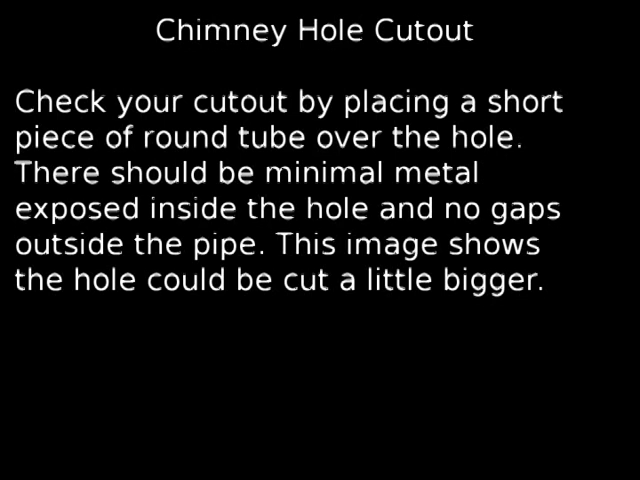 Chimney Hole Cutout
Check your cutout by placing a short
piece of round tube over the hole.
There should be minimal metal
exposed inside the hole and no gaps
outside the pipe. This image shows
the hole could be cut a little bigger.